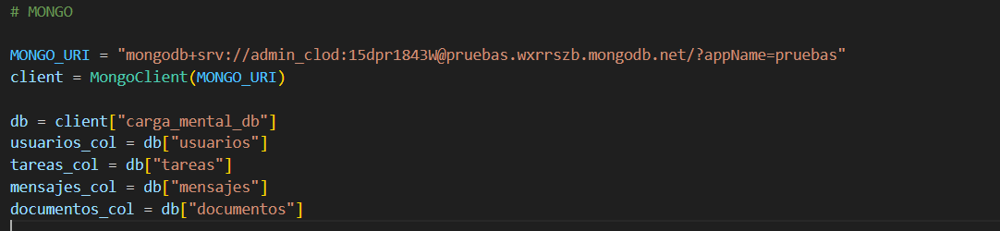 # MONGO
MONGO_URI = "mongodb+srv://admin_clod:15dpr1843W@pruebas.wxrrszb.mongodb.net/?appName=pruebas"
client = MongoClient(MONGO_URI)
db = client["carga_mental_db"]
usuarios_col = db["usuarios"]
tareas_col = db["tareas"]
mensajes_col = db["mensajes"]
documentos_col = db["documentos"]